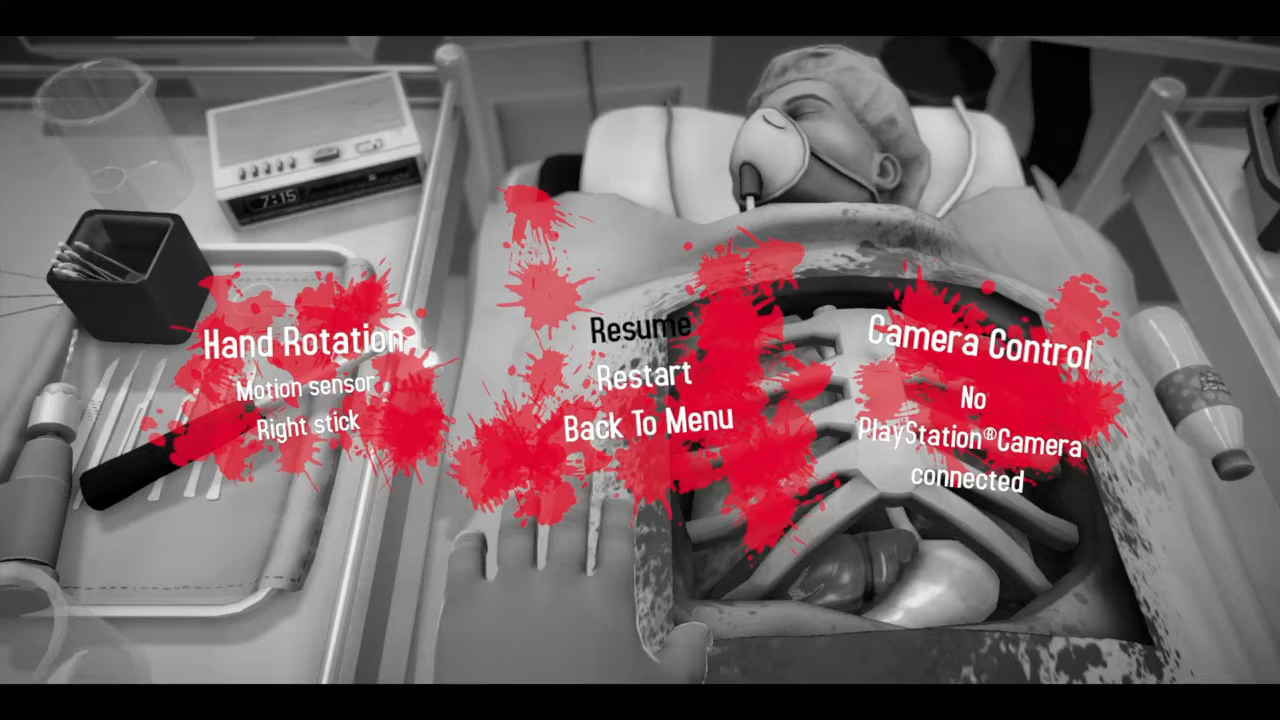 7:15
Hand Rotation
Motion sensor
Right stick
Resume
Restart
Back To Menu
Camera Control
No
PlayStation®Camera
connected